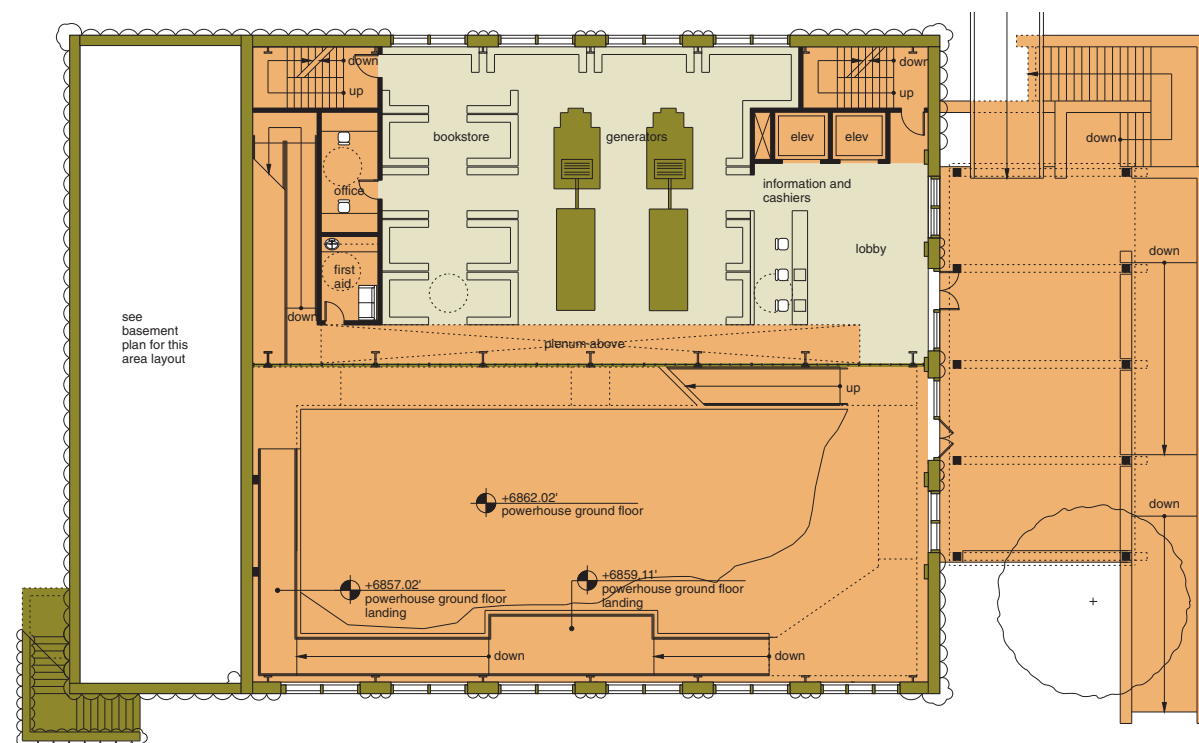 down
up
down
up
down
bookstore
generators
elev
elev
office
information and
cashiers
lobby
down
first
aid
down
see
basement
plan for this
area layout
plenum above
up
+6862.02'
powerhouse ground floor
+6857.02'
powerhouse ground floor
landing
+6859.11'
powerhouse ground floor
landing
down
down
down